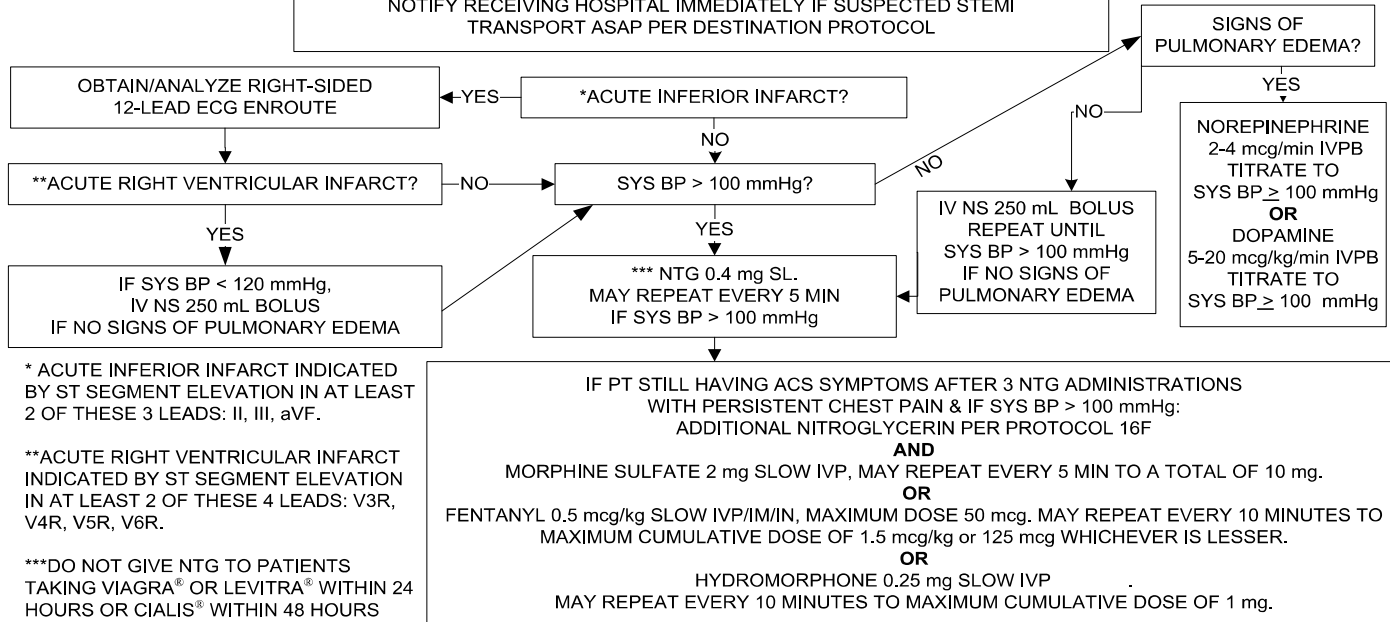 NOTIFY RECEIVING HOSPITAL IMMEDIATELY IF SUSPECTED STEMI
TRANSPORT ASAP PER DESTINATION PROTOCOL
SIGNS OF
PULMONARY EDEMA?
OBTAIN/ANALYZE RIGHT-SIDED
12-LEAD ECG ENROUTE
YES
*ACUTE INFERIOR INFARCT?
NO
YES
NO
NO
NOREPINEPHRINE
2-4 mcg/min IVPB
TITRATE TO
SYS BP ≥ 100 mmHg
OR
DOPAMINE
5-20 mcg/kg/min IVPB
TITRATE TO
SYS BP ≥ 100 mmHg
**ACUTE RIGHT VENTRICULAR INFARCT?
NO
SYS BP > 100 mmHg?
YES
YES
IV NS 250 mL BOLUS
REPEAT UNTIL
SYS BP > 100 mmHg
IF NO SIGNS OF
PULMONARY EDEMA
IF SYS BP < 120 mmHg,
IV NS 250 mL BOLUS
IF NO SIGNS OF PULMONARY EDEMA
*** NTG 0.4 mg SL.
MAY REPEAT EVERY 5 MIN
IF SYS BP > 100 mmHg
* ACUTE INFERIOR INFARCT INDICATED
BY ST SEGMENT ELEVATION IN AT LEAST
2 OF THESE 3 LEADS: II, III, aVF.
**ACUTE RIGHT VENTRICULAR INFARCT
INDICATED BY ST SEGMENT ELEVATION
IN AT LEAST 2 OF THESE 4 LEADS: V3R,
V4R, V5R, V6R.
***DO NOT GIVE NTG TO PATIENTS
TAKING VIAGRA® OR LEVITRA® WITHIN 24
HOURS OR CIALIS® WITHIN 48 HOURS
IF PT STILL HAVING ACS SYMPTOMS AFTER 3 NTG ADMINISTRATIONS
WITH PERSISTENT CHEST PAIN & IF SYS BP > 100 mmHg:
ADDITIONAL NITROGLYCERIN PER PROTOCOL 16F
AND
MORPHINE SULFATE 2 mg SLOW IVP, MAY REPEAT EVERY 5 MIN TO A TOTAL OF 10 mg.
OR
FENTANYL 0.5 mcg/kg SLOW IVP/IM/IN, MAXIMUM DOSE 50 mcg. MAY REPEAT EVERY 10 MINUTES TO
MAXIMUM CUMULATIVE DOSE OF 1.5 mcg/kg or 125 mcg WHICHEVER IS LESSER.
OR
HYDROMORPHONE 0.25 mg SLOW IVP .
MAY REPEAT EVERY 10 MINUTES TO MAXIMUM CUMULATIVE DOSE OF 1 mg.